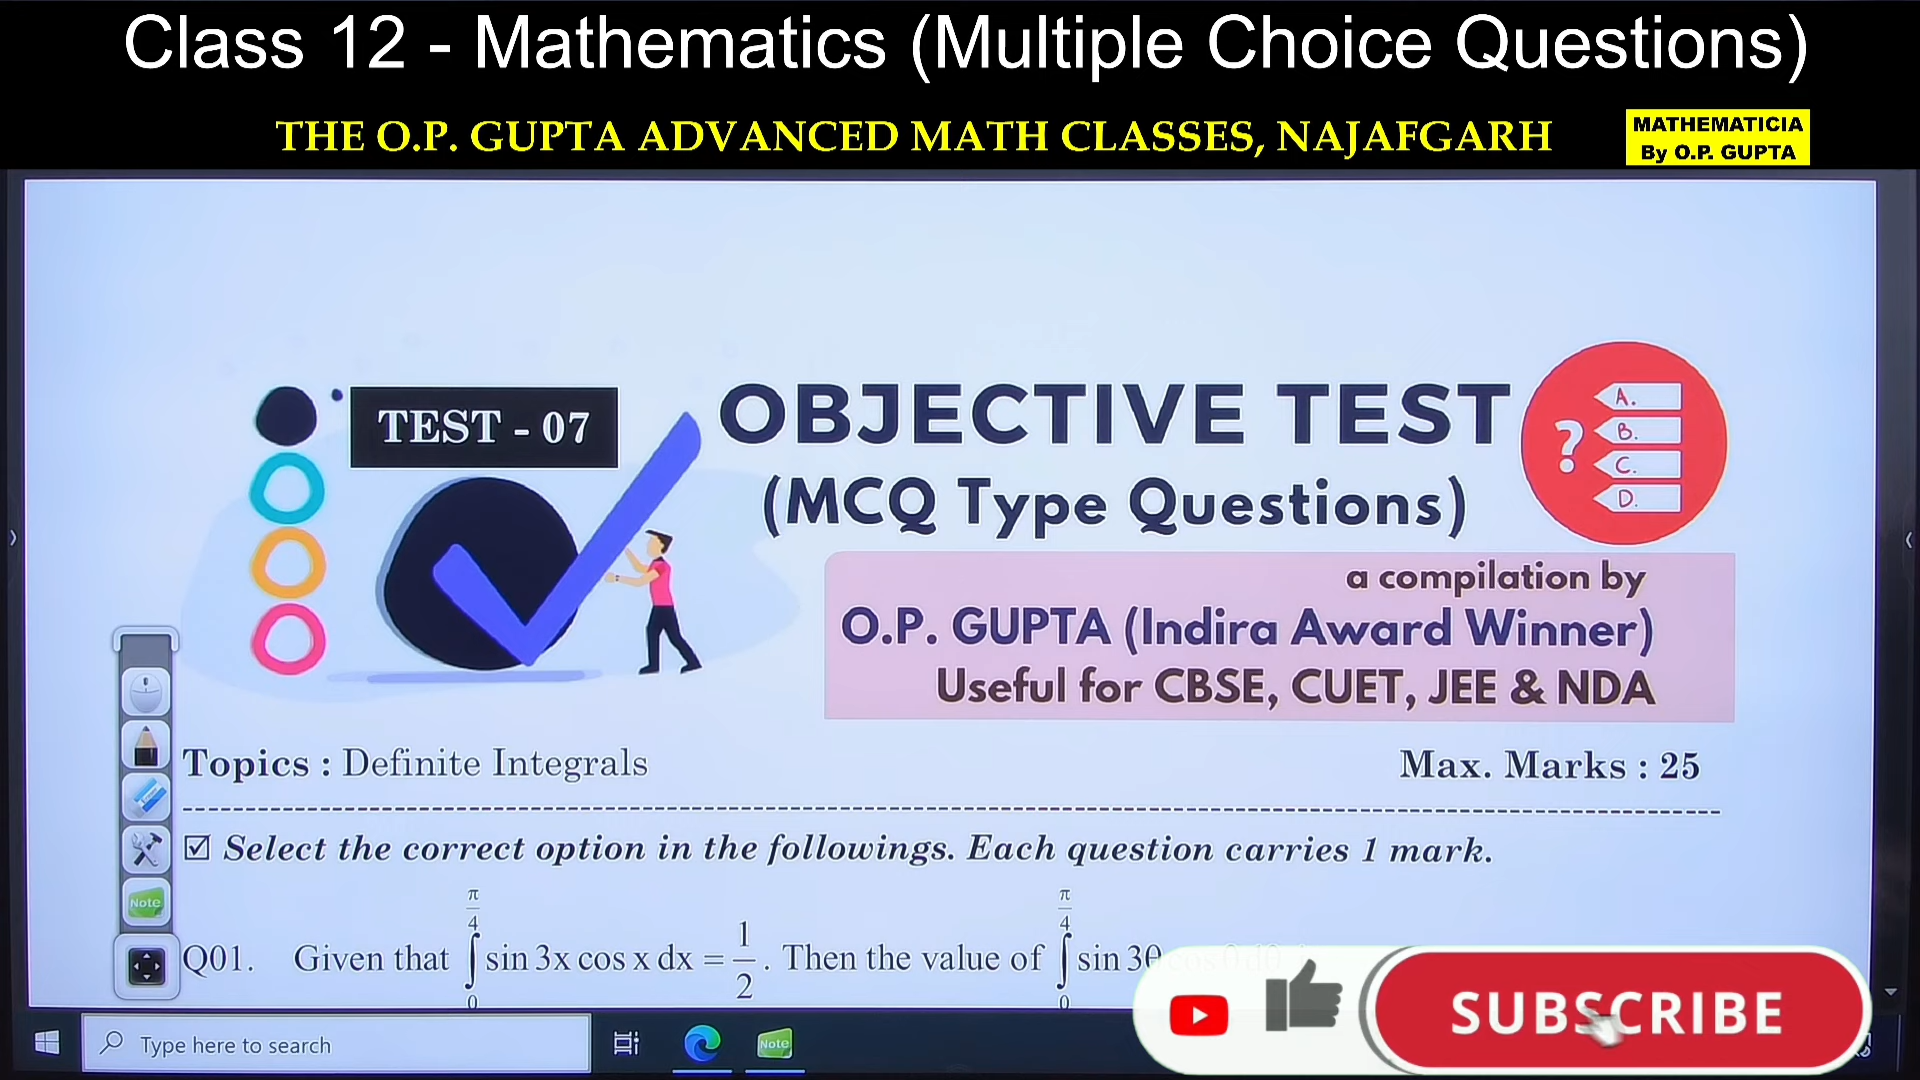 Class 12 - Mathematics (Multiple Choice Questions)
THE O.P. GUPTA ADVANCED MATH CLASSES, NAJAFGARH
MATHEMATICIA
By O.P. GUPTA
TEST - 07
OBJECTIVE TEST
(MCQ Type Questions)
?
A.
B.
C.
D.
a compilation by
O.P. GUPTA (Indira Award Winner)
Useful for CBSE, CUET, JEE & NDA
Topics : Definite Integrals
Max. Marks : 25
☑ Select the correct option in the followings. Each question carries 1 mark.
Q01. Given that ∫₀^(π/4) sin 3x cos x dx = 1/2. Then the value of ∫₀^(π/4) sin 3θ cos θ dθ
Note
Type here to search
Note
SUBSCRIBE